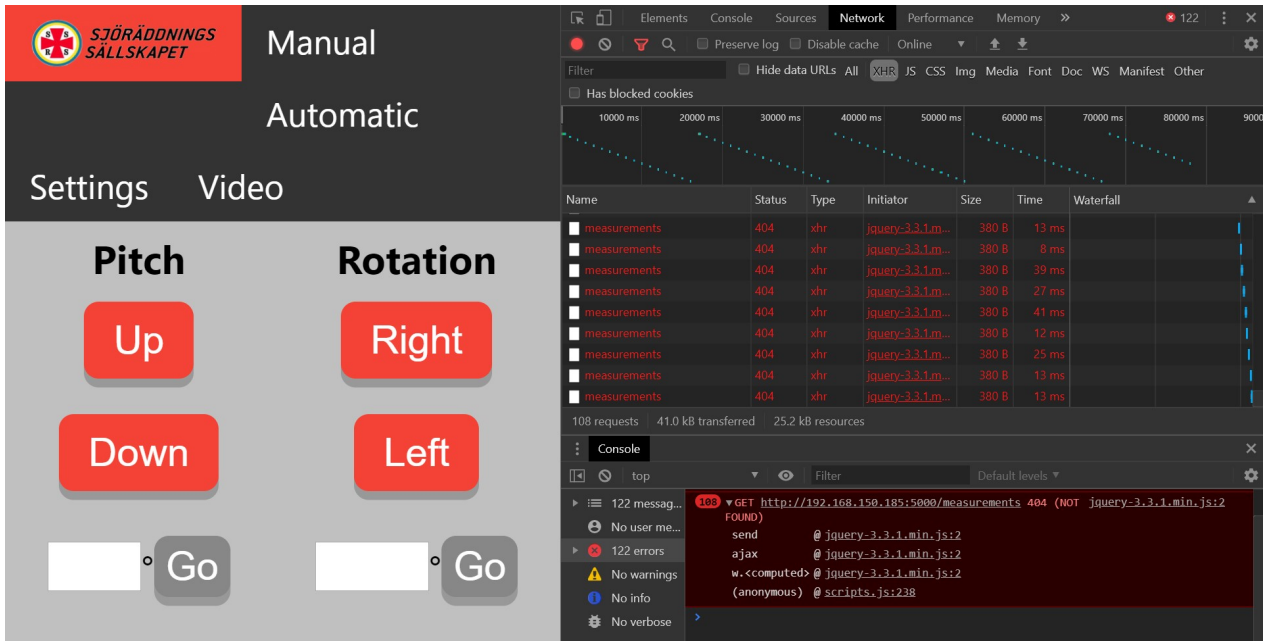 SJÖRÄDDNINGS
SÄLLSKAPET
S S
R S
Manual
Automatic
Settings Video
Pitch Rotation
Up Right
Down Left
° Go ° Go
Elements Console Sources Network Performance Memory » 122
Preserve log Disable cache Online
Filter Hide data URLs All XHR JS CSS Img Media Font Doc WS Manifest Other
Has blocked cookies
10000 ms 20000 ms 30000 ms 40000 ms 50000 ms 60000 ms 70000 ms 80000 ms 9000
Name Status Type Initiator Size Time Waterfall
measurements 404 xhr jquery-3.3.1.m... 380 B 13 ms
measurements 404 xhr jquery-3.3.1.m... 380 B 8 ms
measurements 404 xhr jquery-3.3.1.m... 380 B 39 ms
measurements 404 xhr jquery-3.3.1.m... 380 B 27 ms
measurements 404 xhr jquery-3.3.1.m... 380 B 41 ms
measurements 404 xhr jquery-3.3.1.m... 380 B 12 ms
measurements 404 xhr jquery-3.3.1.m... 380 B 25 ms
measurements 404 xhr jquery-3.3.1.m... 380 B 13 ms
measurements 404 xhr jquery-3.3.1.m... 380 B 13 ms
108 requests 41.0 kB transferred 25.2 kB resources
Console
top Filter Default levels
122 messag...
No user me...
122 errors
No warnings
No info
No verbose
108 GET http://192.168.150.185:5000/measurements 404 (NOT jquery-3.3.1.min.js:2
FOUND)
send @ jquery-3.3.1.min.js:2
ajax @ jquery-3.3.1.min.js:2
w.<computed> @ jquery-3.3.1.min.js:2
(anonymous) @ scripts.js:238